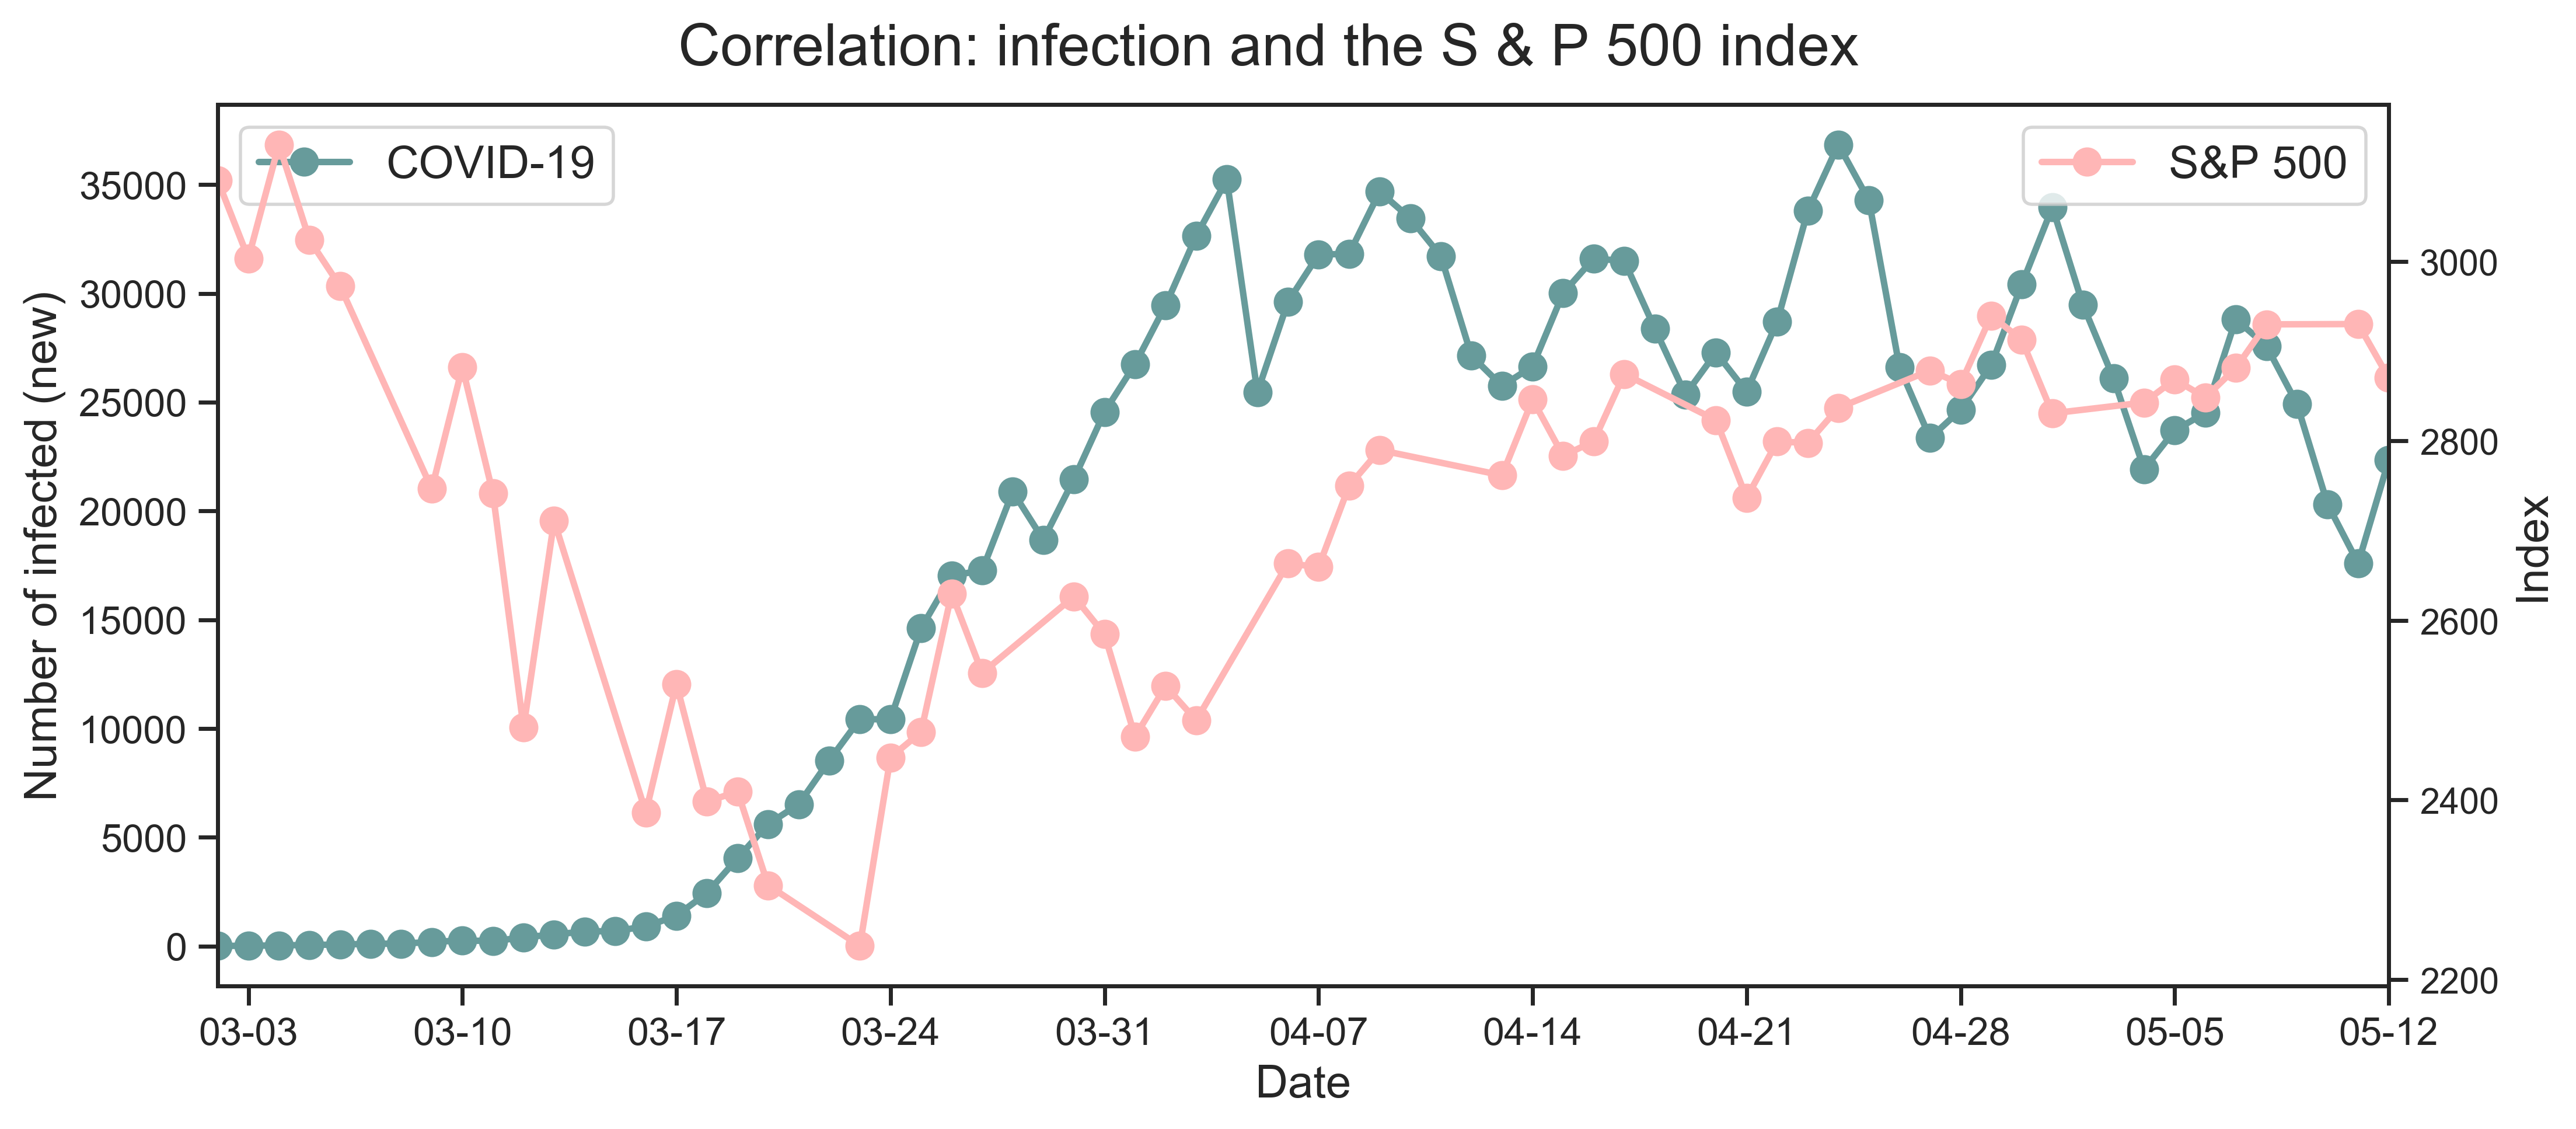 Correlation: infection and the S & P 500 index
COVID-19
S&P 500
Number of infected (new)
35000
30000
25000
20000
15000
10000
5000
0
3000
2800
2600
2400
2200
Index
03-03 03-10 03-17 03-24 03-31 04-07 04-14 04-21 04-28 05-05 05-12
Date